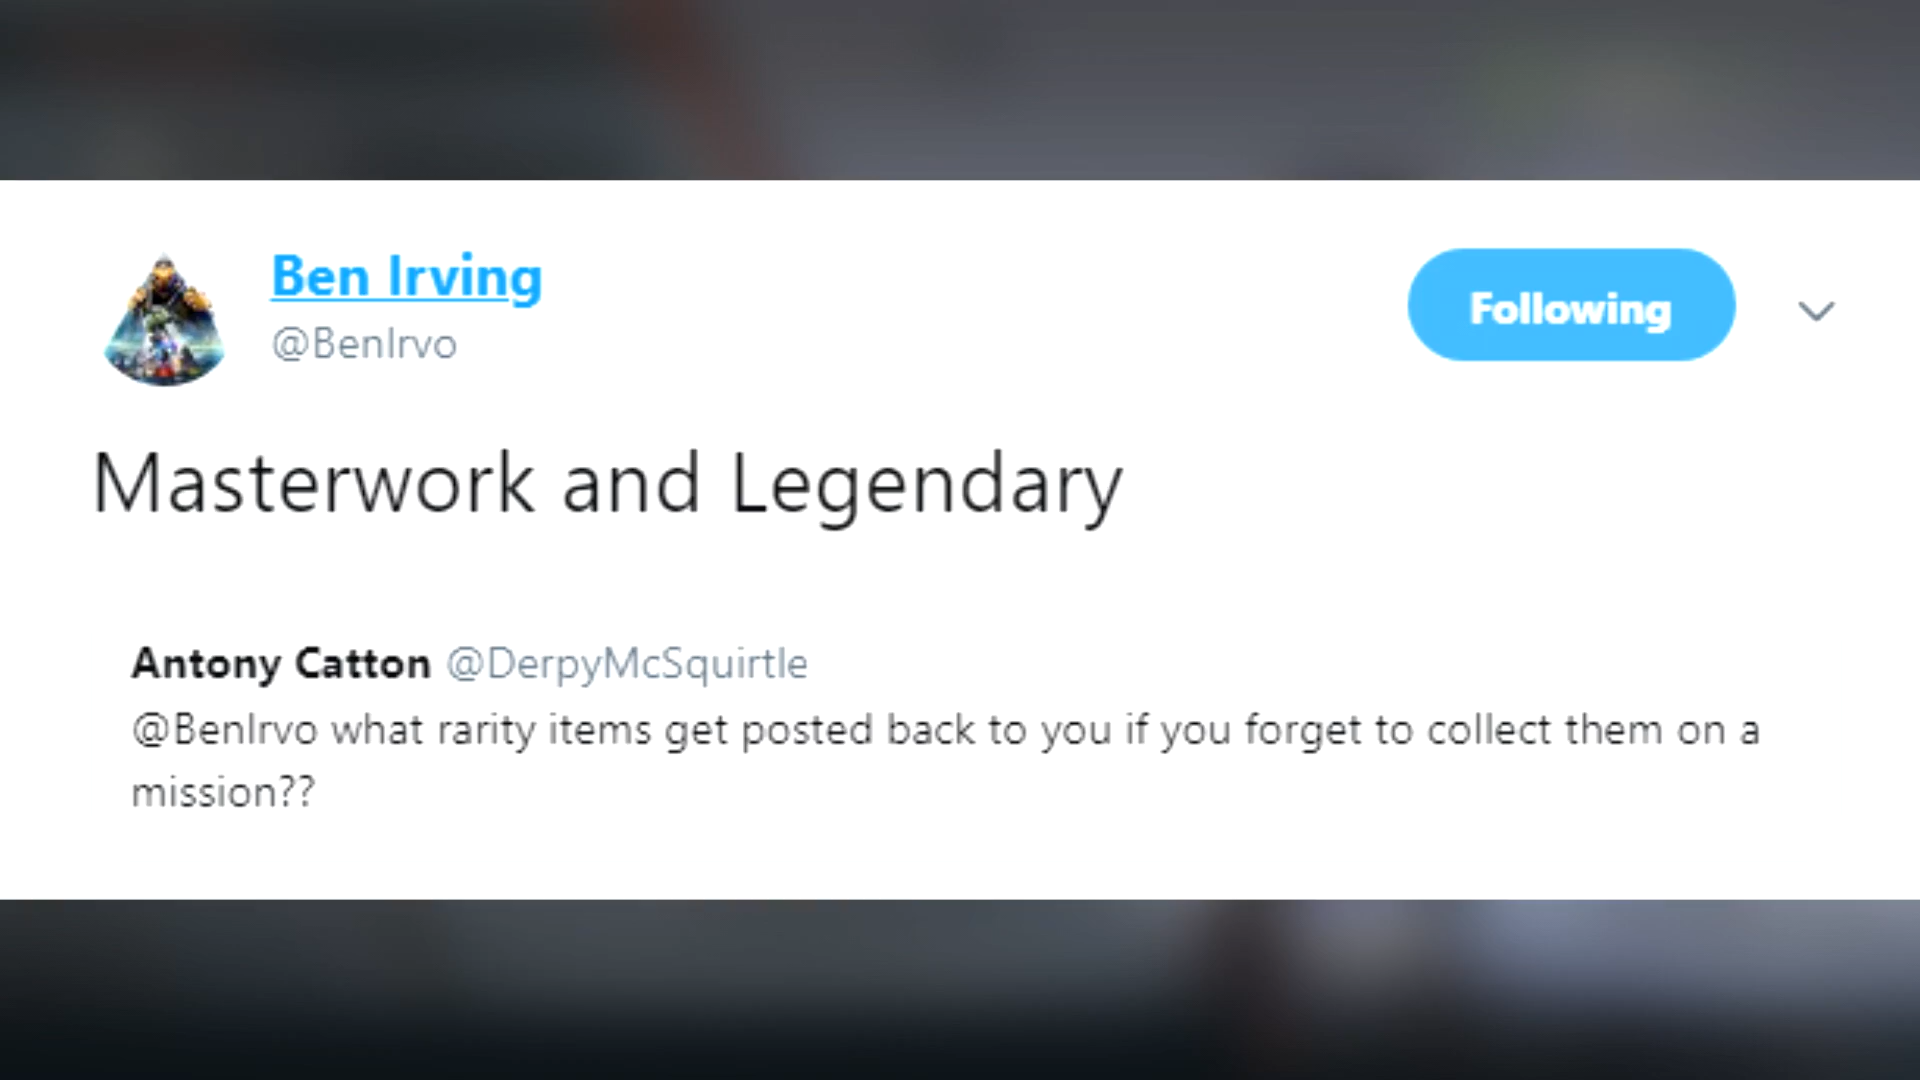 Ben Irving
@BenIrvo
Following
Masterwork and Legendary
Antony Catton @DerpyMcSquirtle
@BenIrvo what rarity items get posted back to you if you forget to collect them on a
mission??